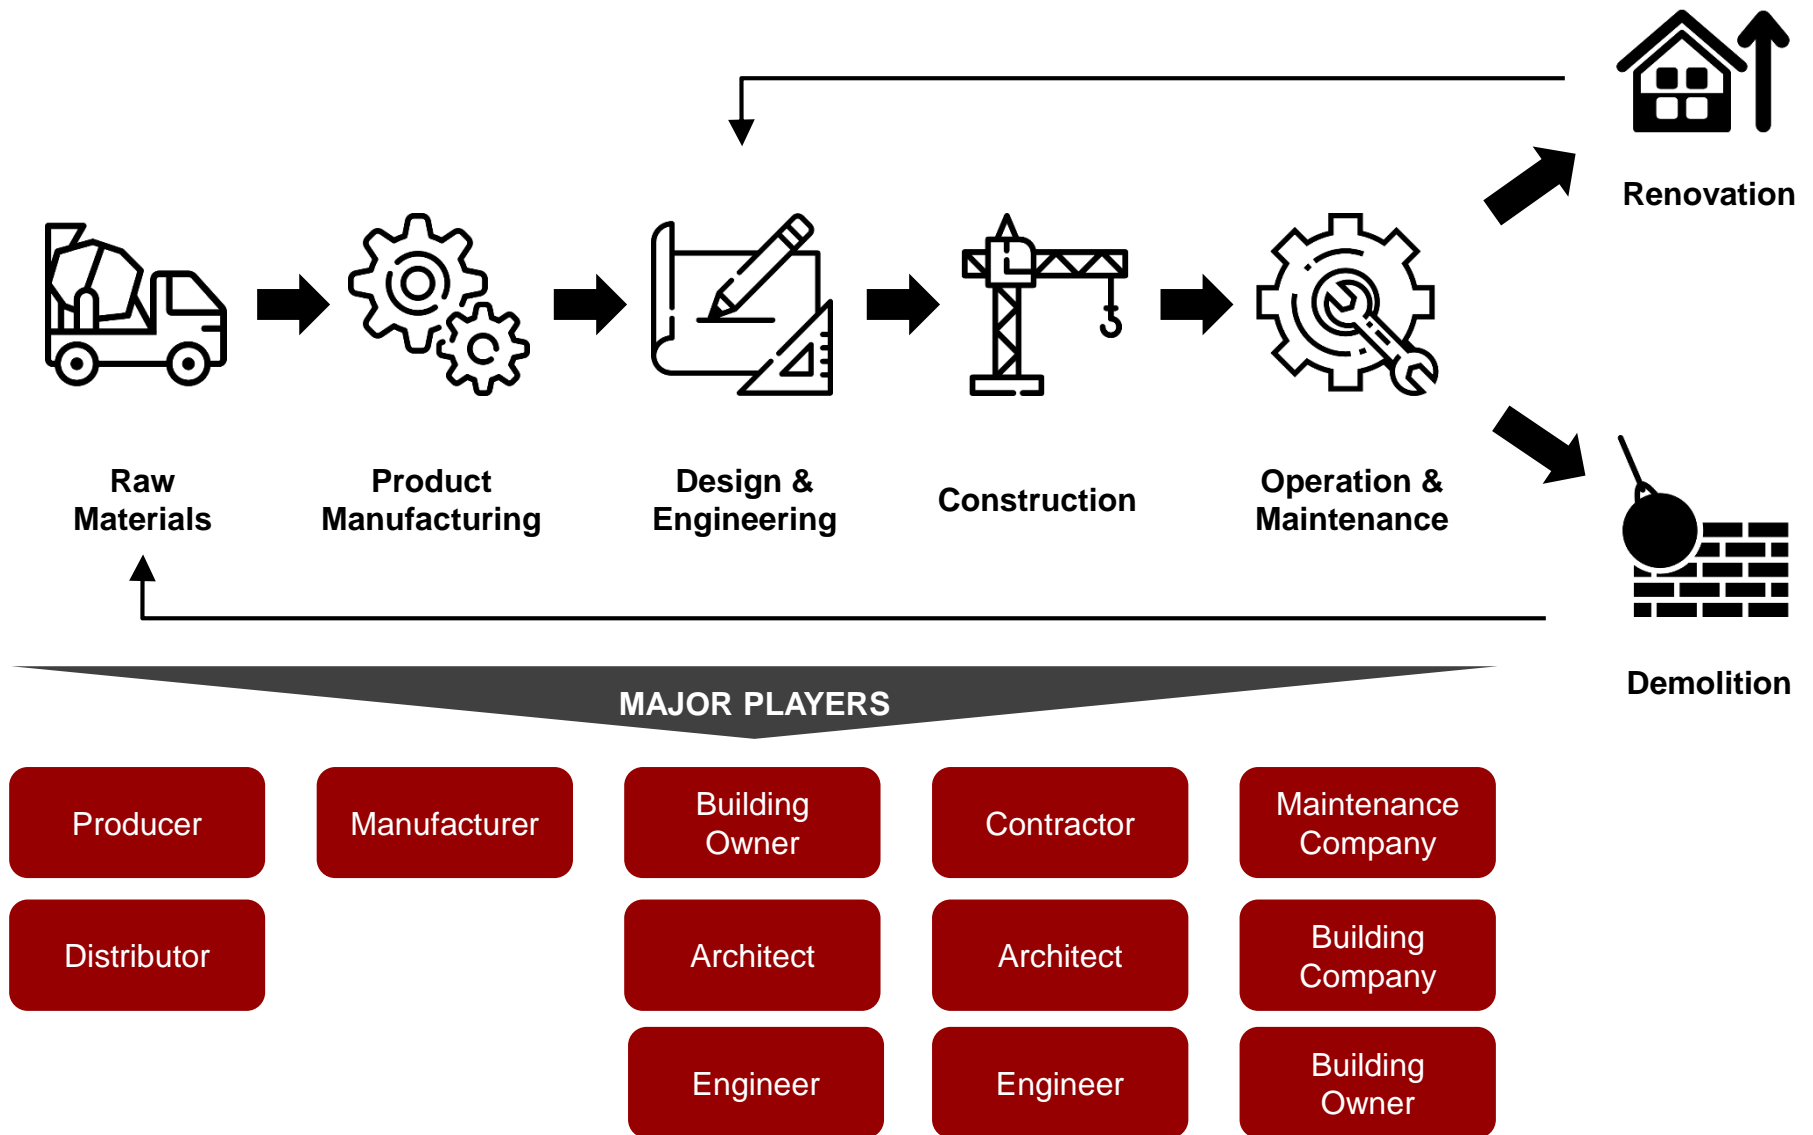 Renovation
Raw
Materials
Product
Manufacturing
Design &
Engineering
Construction
Operation &
Maintenance
Demolition
MAJOR PLAYERS
Producer
Manufacturer
Building
Owner
Contractor
Maintenance
Company
Distributor
Architect
Architect
Building
Company
Engineer
Engineer
Building
Owner